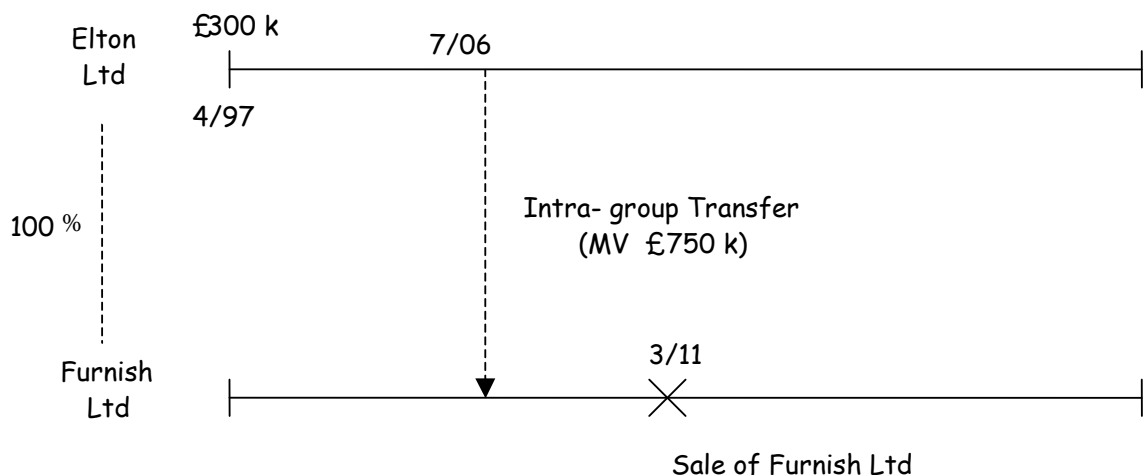 £300 k
Elton
Ltd
7/06
4/97
100 %
Intra- group Transfer
(MV £750 k)
3/11
Furnish
Ltd
Sale of Furnish Ltd